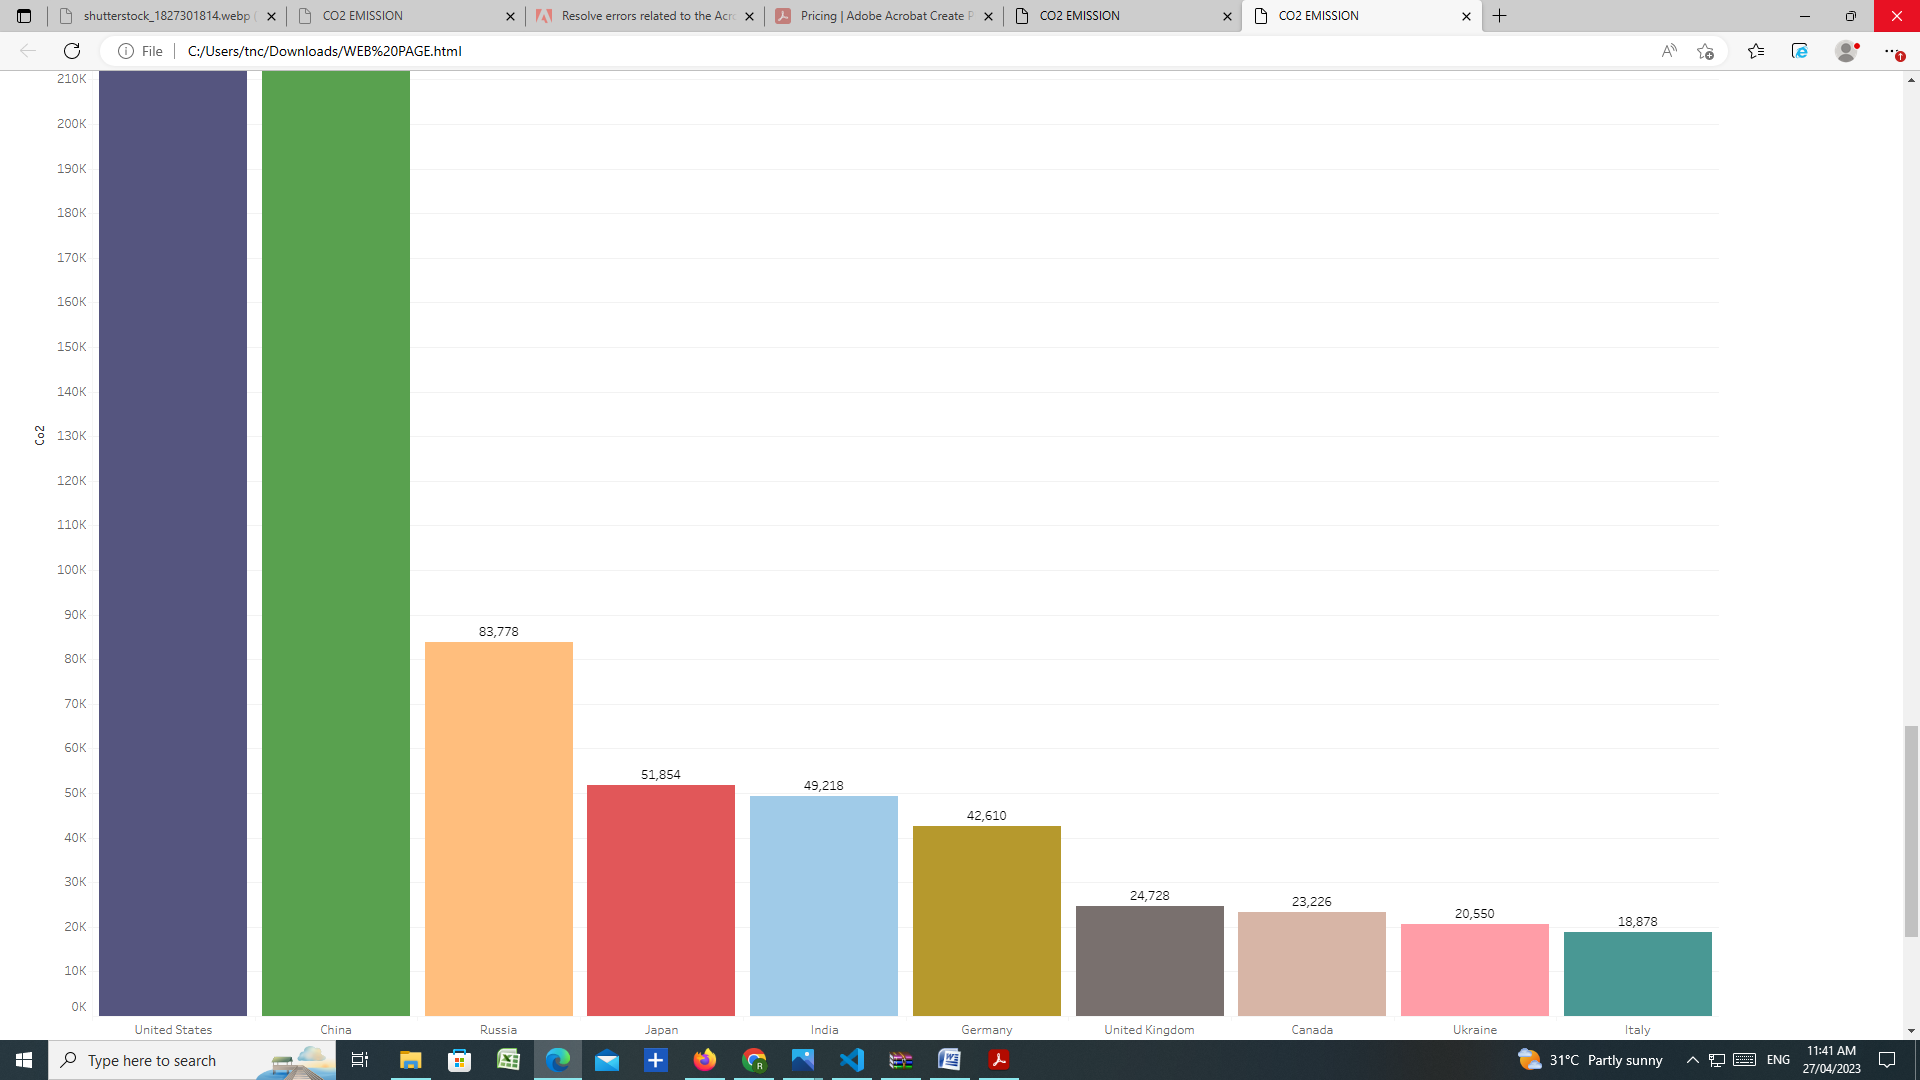 shutterstock_1827301814.webp (
CO2 EMISSION
Resolve errors related to the Acro
Pricing | Adobe Acrobat Create P
CO2 EMISSION
CO2 EMISSION
File
C:/Users/tnc/Downloads/WEB%20PAGE.html
210K
200K
190K
180K
170K
160K
150K
140K
Co2
130K
120K
110K
100K
90K
83,778
80K
70K
60K
51,854
49,218
50K
42,610
40K
30K
24,728
23,226
20,550
18,878
20K
10K
0K
United States
China
Russia
Japan
India
Germany
United Kingdom
Canada
Ukraine
Italy
Type here to search
31°C Partly sunny
ENG
11:41 AM
27/04/2023